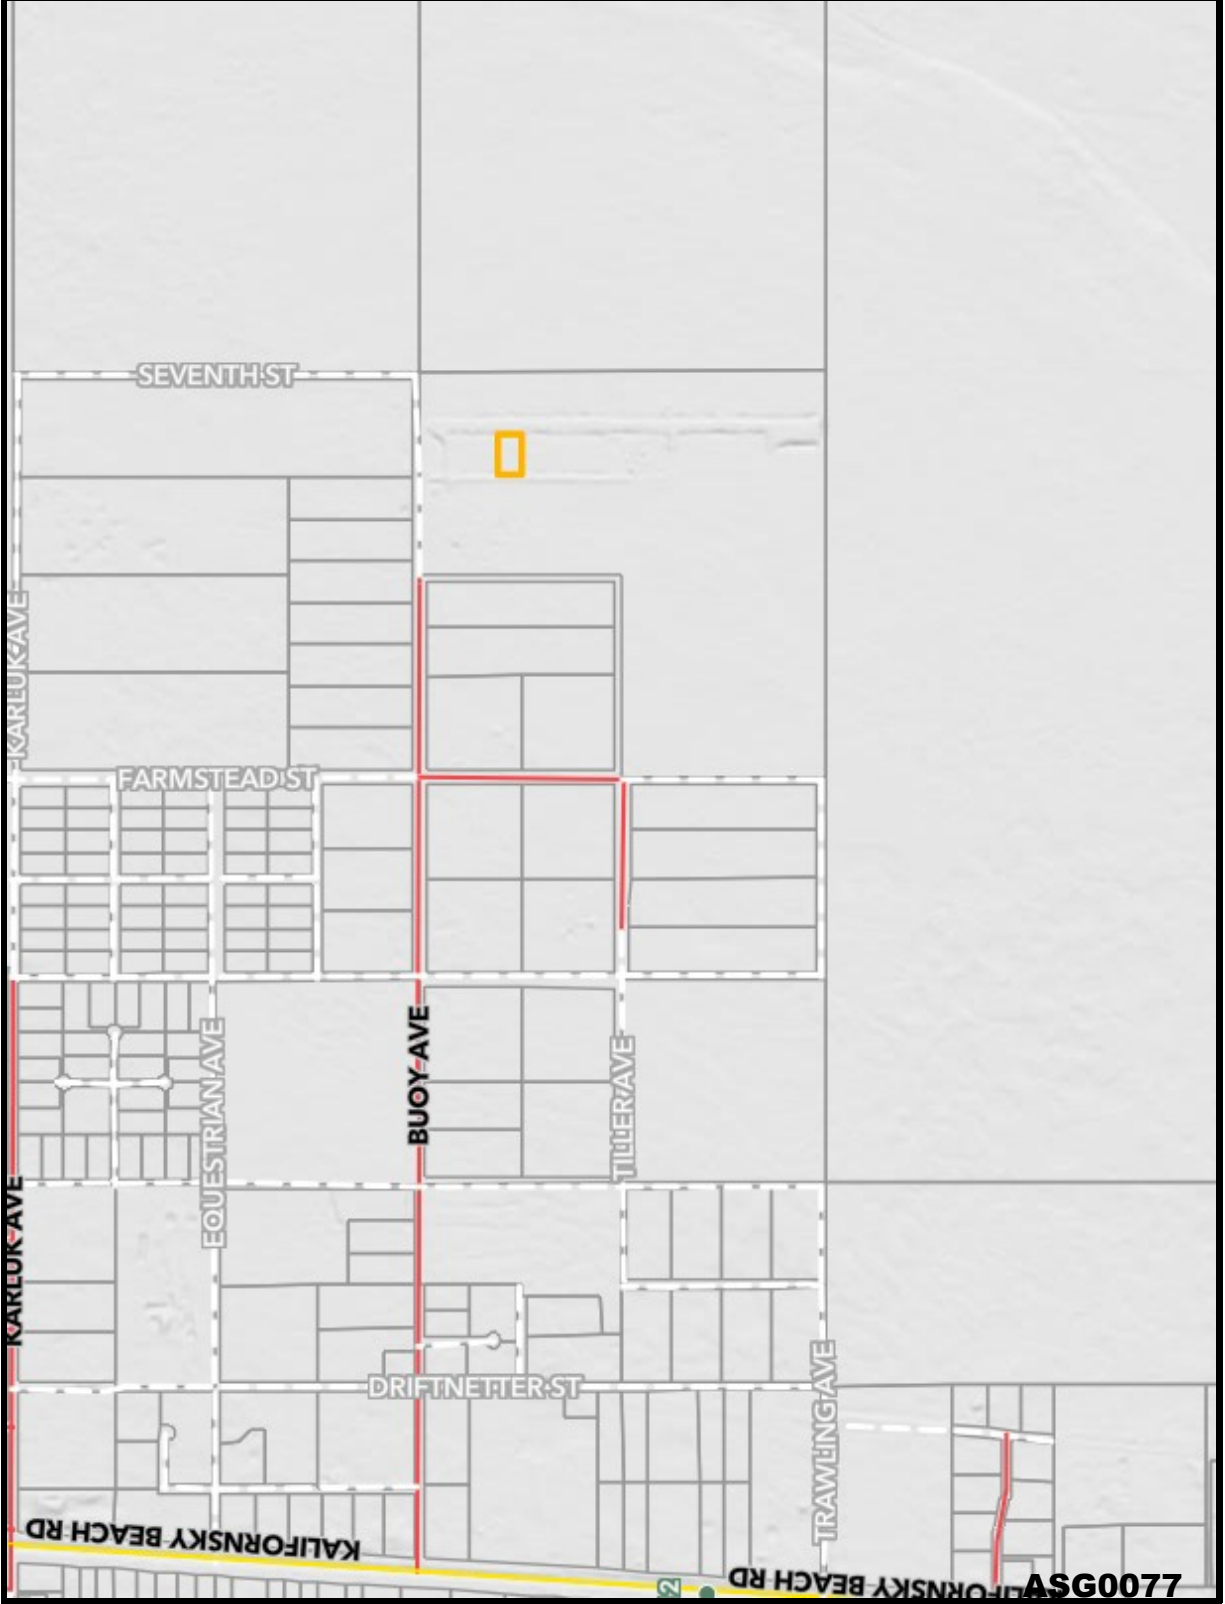 SEVENTH ST
KARLUK AVE
FARMSTEAD ST
BUOY AVE
EQUESTRIAN AVE
TILLER AVE
KARLUK AVE
DRIFTNETTER ST
TRAWLING AVE
KALIFORNSKY BEACH RD
KALIFORNSKY BEACH RD
2
ASG0077